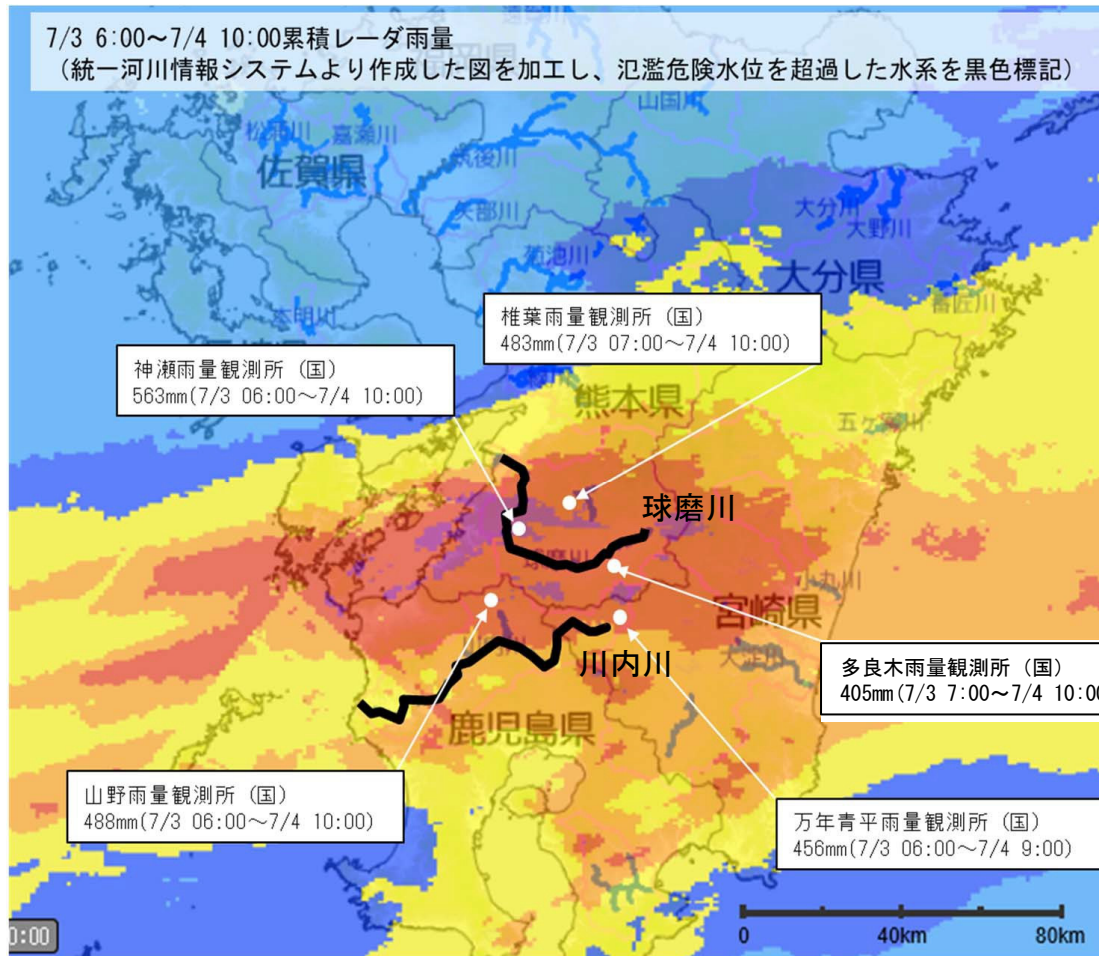 7/3 6:00～7/4 10:00累積レーダ雨量
（統一河川情報システムより作成した図を加工し、氾濫危険水位を超過した水系を黒色標記）
福岡県
山国川
松浦川
嘉瀬川
佐賀県
筑後川
矢部川
大分川
大野川
菊池川
大分県
本明川
番匠川
椎葉雨量観測所（国）
483mm(7/3 07:00～7/4 10:00)
神瀬雨量観測所（国）
563mm(7/3 06:00～7/4 10:00)
熊本県
五ヶ瀬川
球磨川
球磨川
小丸川
宮崎県
川内川
多良木雨量観測所（国）
405mm(7/3 7:00～7/4 10:00
鹿児島県
山野雨量観測所（国）
488mm(7/3 06:00～7/4 10:00)
万年青平雨量観測所（国）
456mm(7/3 06:00～7/4 9:00)
0:00
0 40km 80km